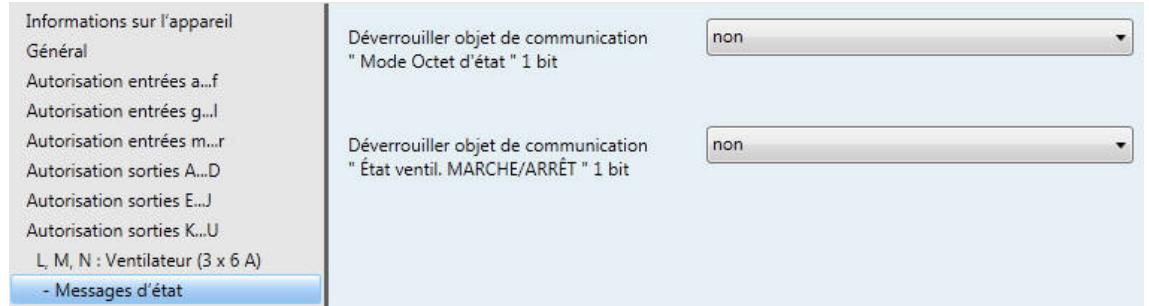 Informations sur l'appareil
Général
Autorisation entrées a...f
Autorisation entrées g...l
Autorisation entrées m...r
Autorisation sorties A...D
Autorisation sorties E...J
Autorisation sorties K...U
L, M, N : Ventilateur (3 x 6 A)
- Messages d'état
Déverrouiller objet de communication
" Mode Octet d'état " 1 bit
non
Déverrouiller objet de communication
" État ventil. MARCHE/ARRÊT " 1 bit
non